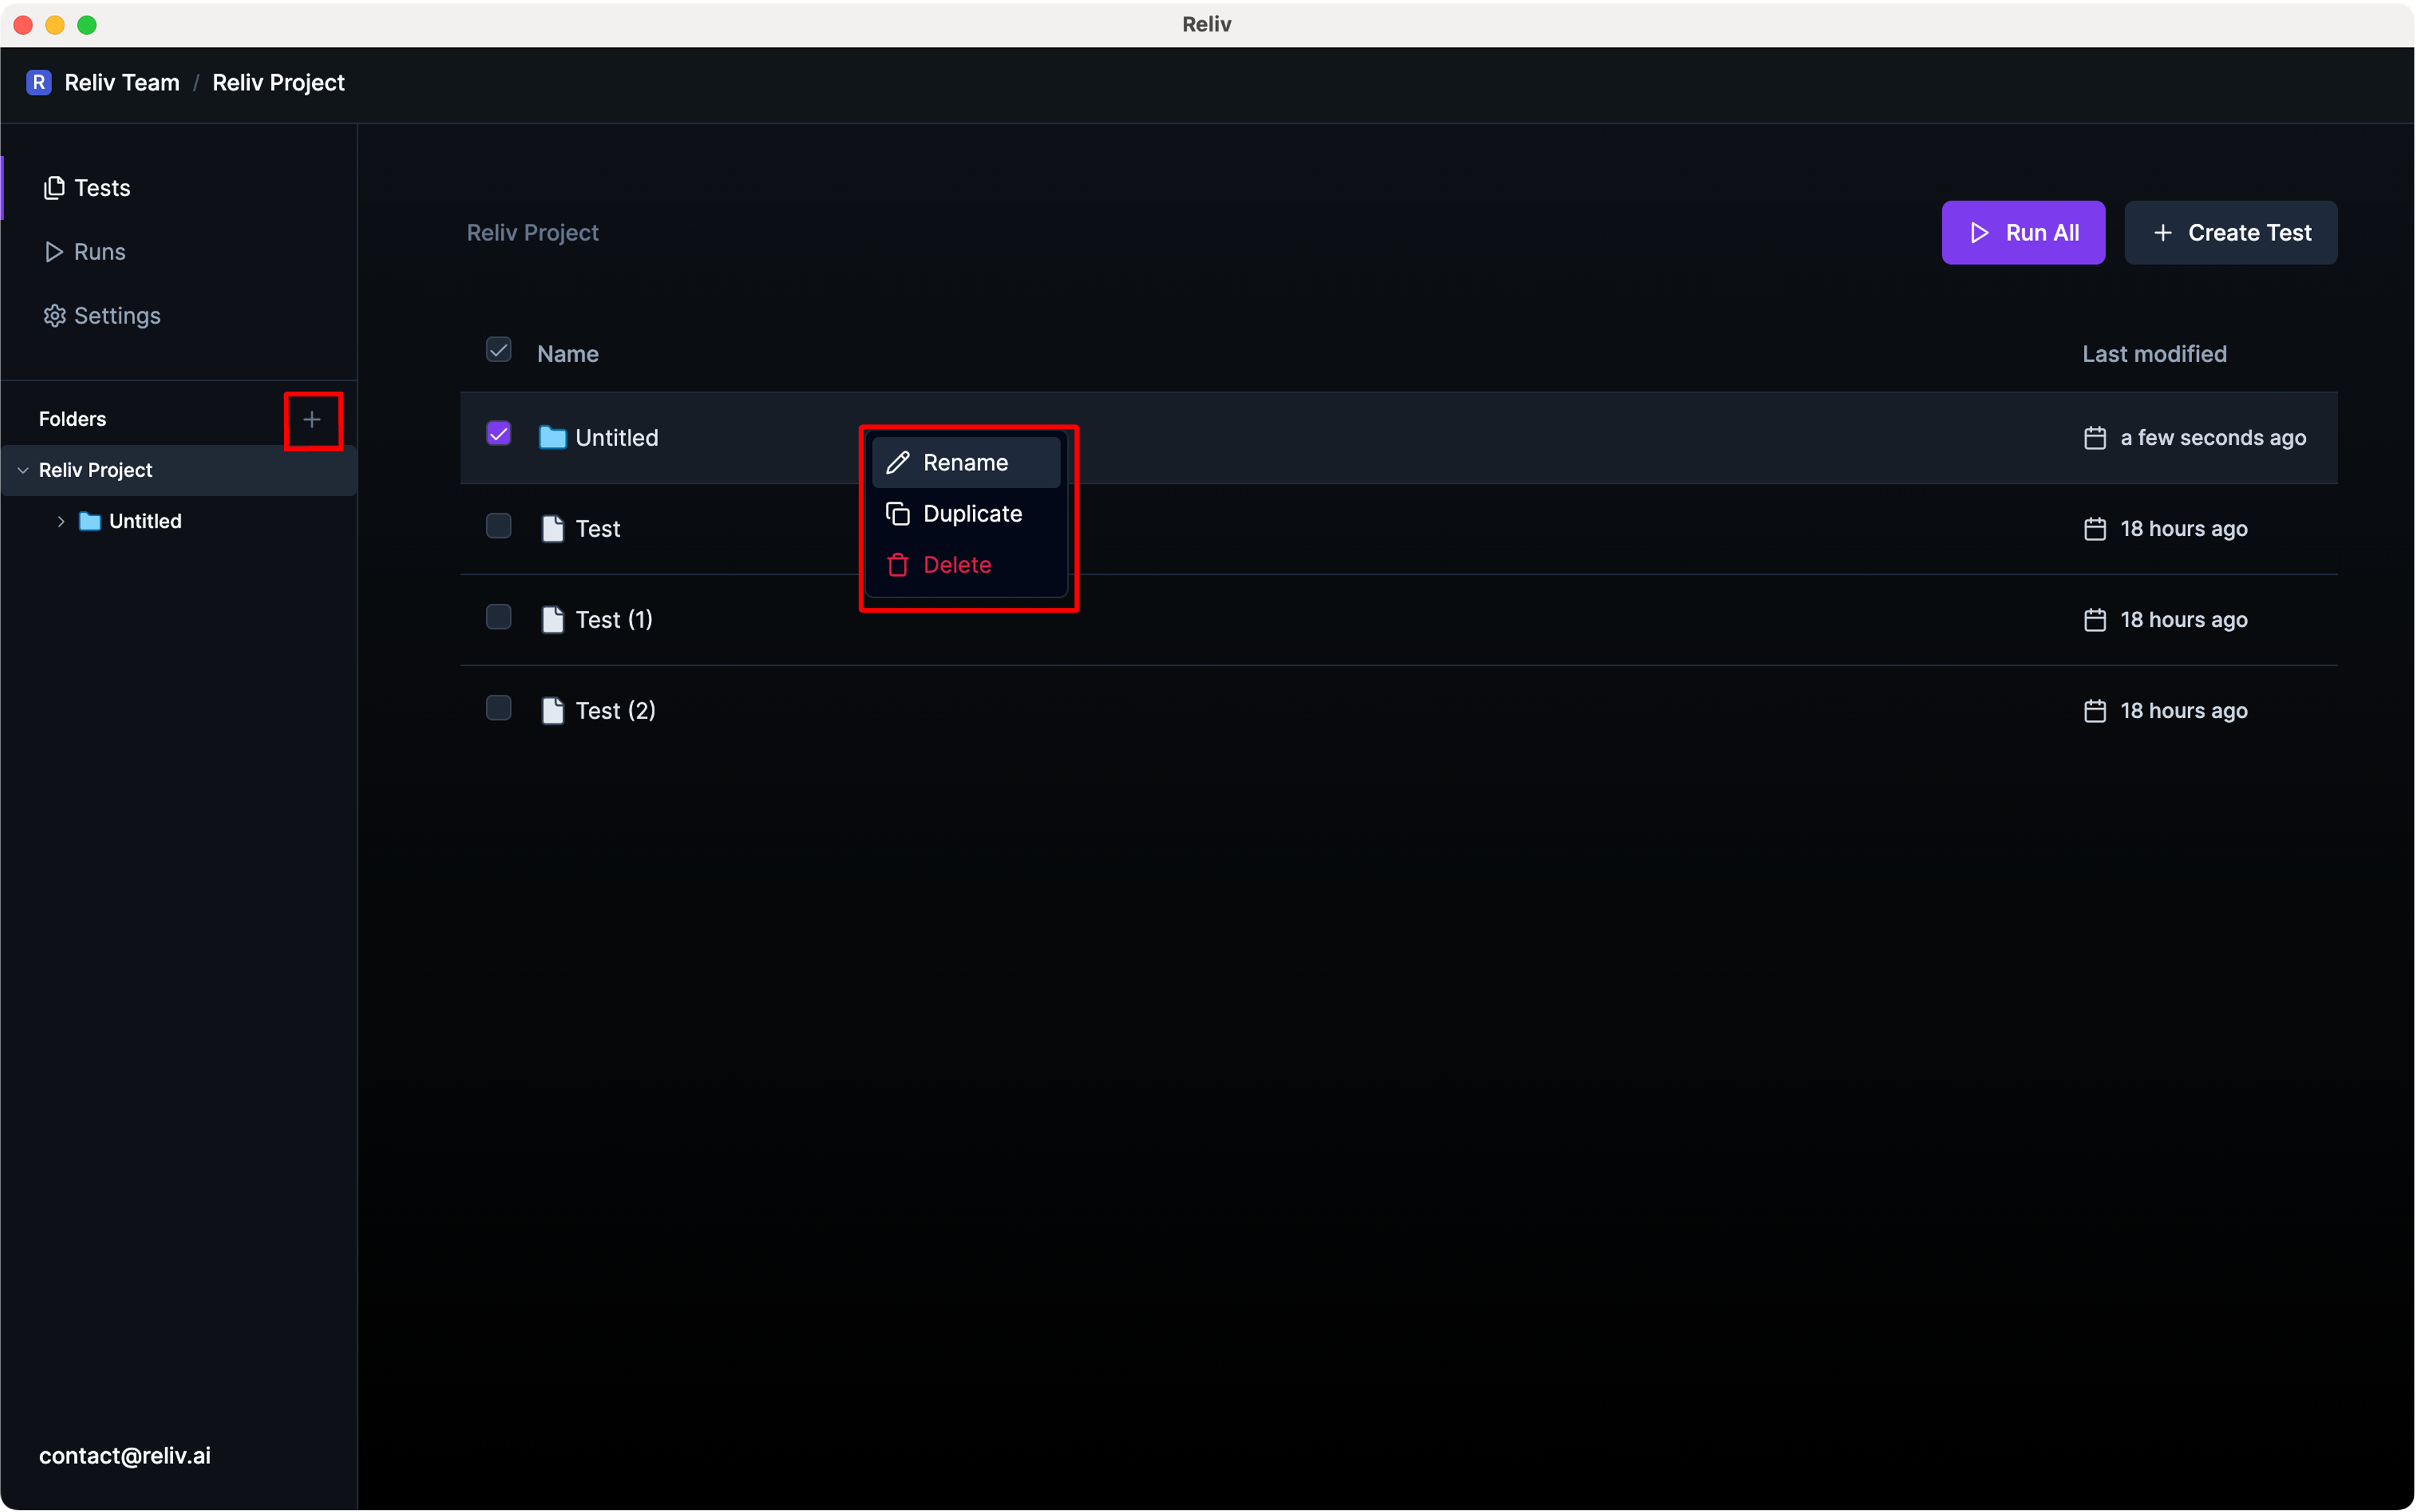 Reliv
R Reliv Team / Reliv Project
Tests
Runs
Settings
Folders
Reliv Project
Untitled
contact@reliv.ai
Reliv Project
Run All
Create Test
Name Last modified
Untitled a few seconds ago
Rename
Duplicate
Delete
Test 18 hours ago
Test (1) 18 hours ago
Test (2) 18 hours ago